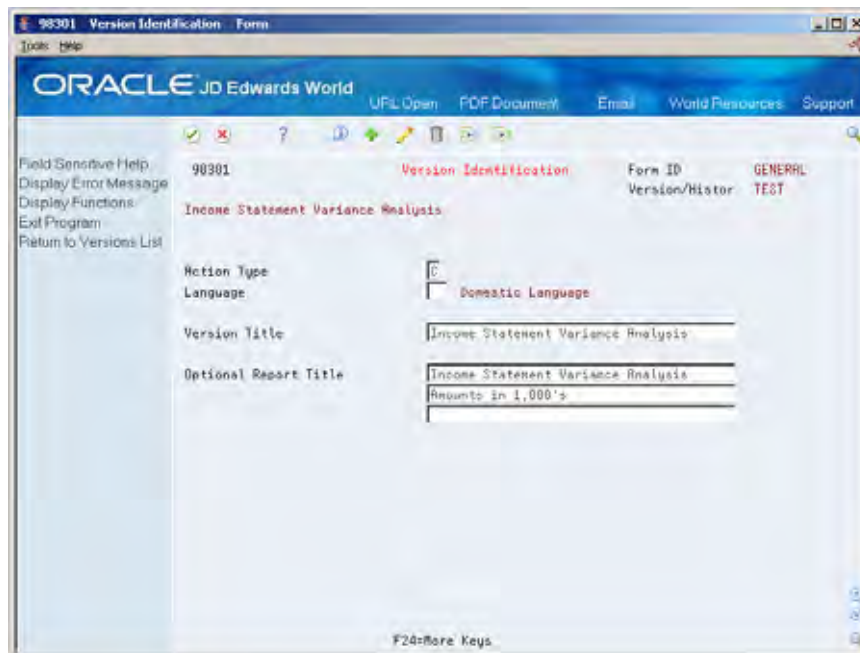 98301 Version Identification Form
Tools Help
ORACLE JD Edwards World
URL Open PDF Document Email World Resources Support
Field Sensitive Help
Display Error Message
Display Functions
Exit Program
Return to Versions List
98301 Version Identification Form ID GENERAL
Version/Histor TEST
Income Statement Variance Analysis
Action Type C
Language Domestic Language
Version Title Income Statement Variance Analysis
Optional Report Title Income Statement Variance Analysis
Amounts in 1,000's
F24=More Keys